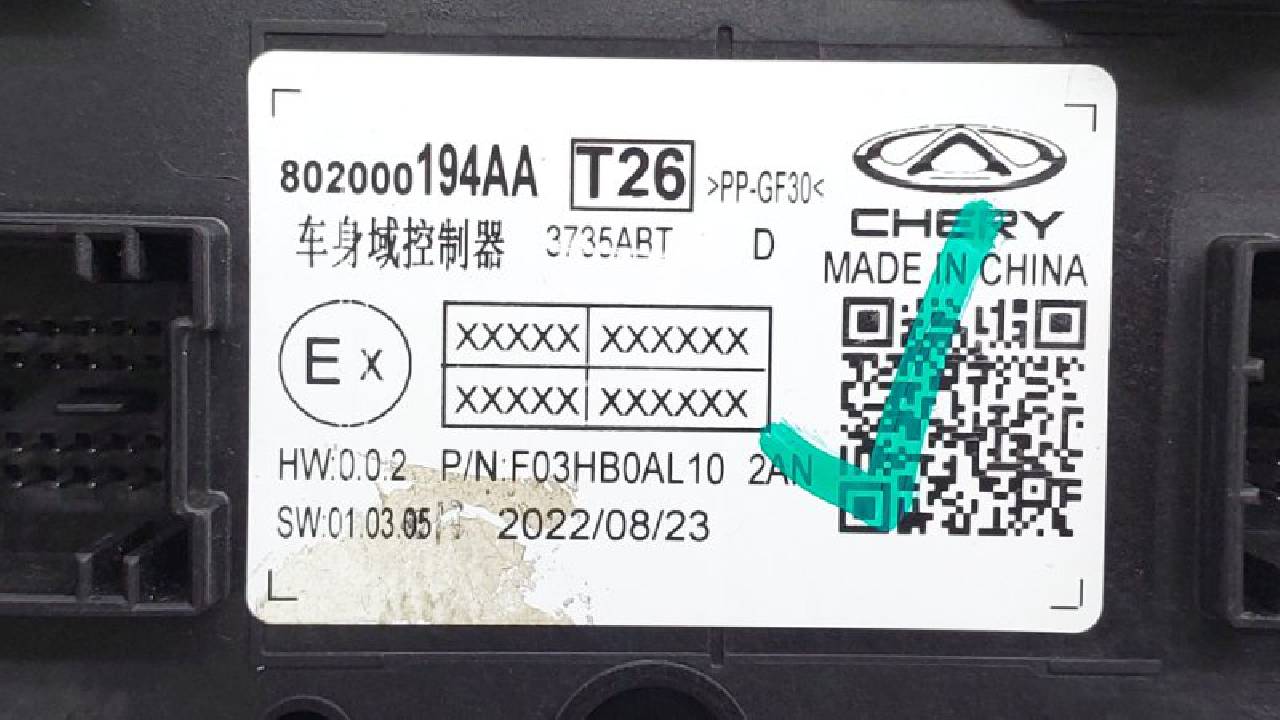 802000194AA T26 >PP-GF30<
车身域控制器 3735ABT D
CHERY
MADE IN CHINA
E x
XXXXX XXXXXX
XXXXX XXXXXX
HW:0.0.2 P/N:F03HB0AL10 2AN
SW:01.03.05 2022/08/23